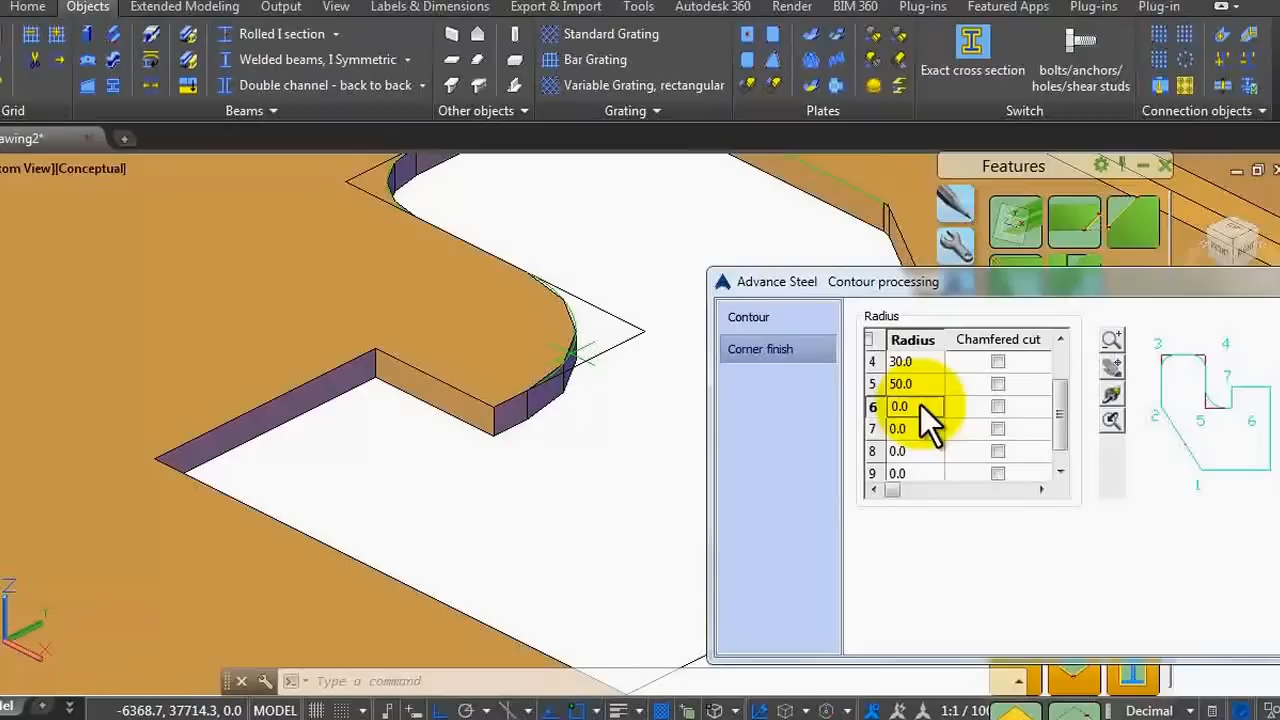 Home Objects Extended Modeling Output View Labels & Dimensions Export & Import Tools Autodesk 360 Render BIM 360 Plug-ins Featured Apps Plug-ins Plug-in
Rolled I section
Welded beams, I Symmetric
Double channel - back to back
Standard Grating
Bar Grating
Variable Grating, rectangular
Exact cross section
bolts/anchors/
holes/shear studs
Grid Beams Other objects Grating Plates Switch Connection objects
awing2*
tom View][Conceptual]
Features
FRONT RIGHT
Advance Steel Contour processing
Contour
Corner finish
Radius
Radius Chamfered cut
4 30.0
5 50.0
6 0.0
7 0.0
8 0.0
9 0.0
3 4
7
2 5 6
1
Z
Y
X
Type a command
del
-6368.7, 37714.3, 0.0 MODEL 1:1 / 100 Decimal